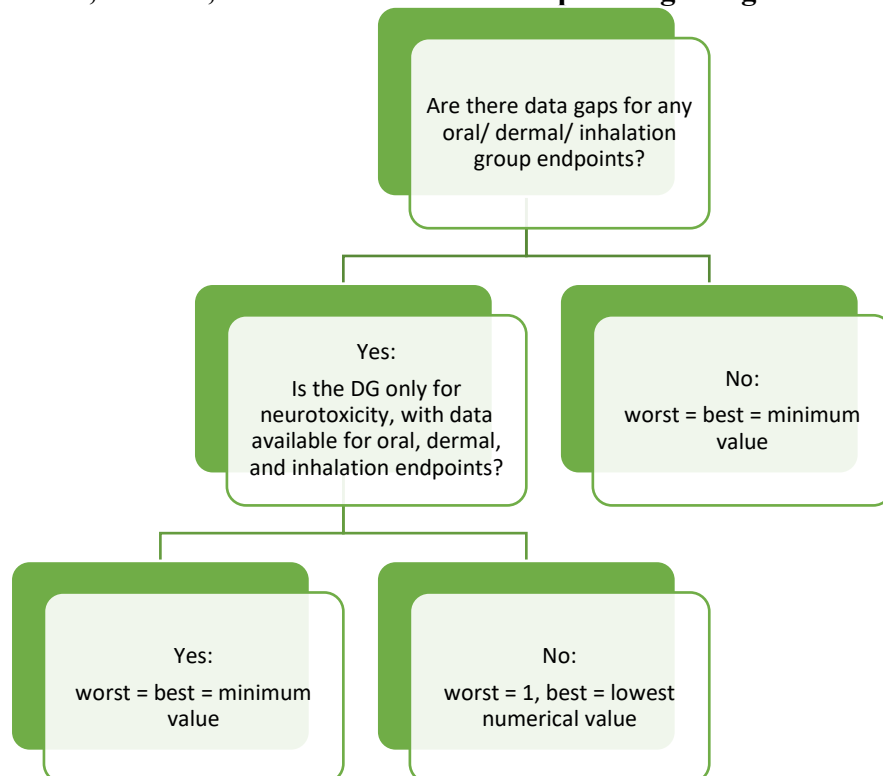 Are there data gaps for any
oral/ dermal/ inhalation
group endpoints?
Yes:
Is the DG only for
neurotoxicity, with data
available for oral, dermal,
and inhalation endpoints?
No:
worst = best = minimum
value
Yes:
worst = best = minimum
value
No:
worst = 1, best = lowest
numerical value